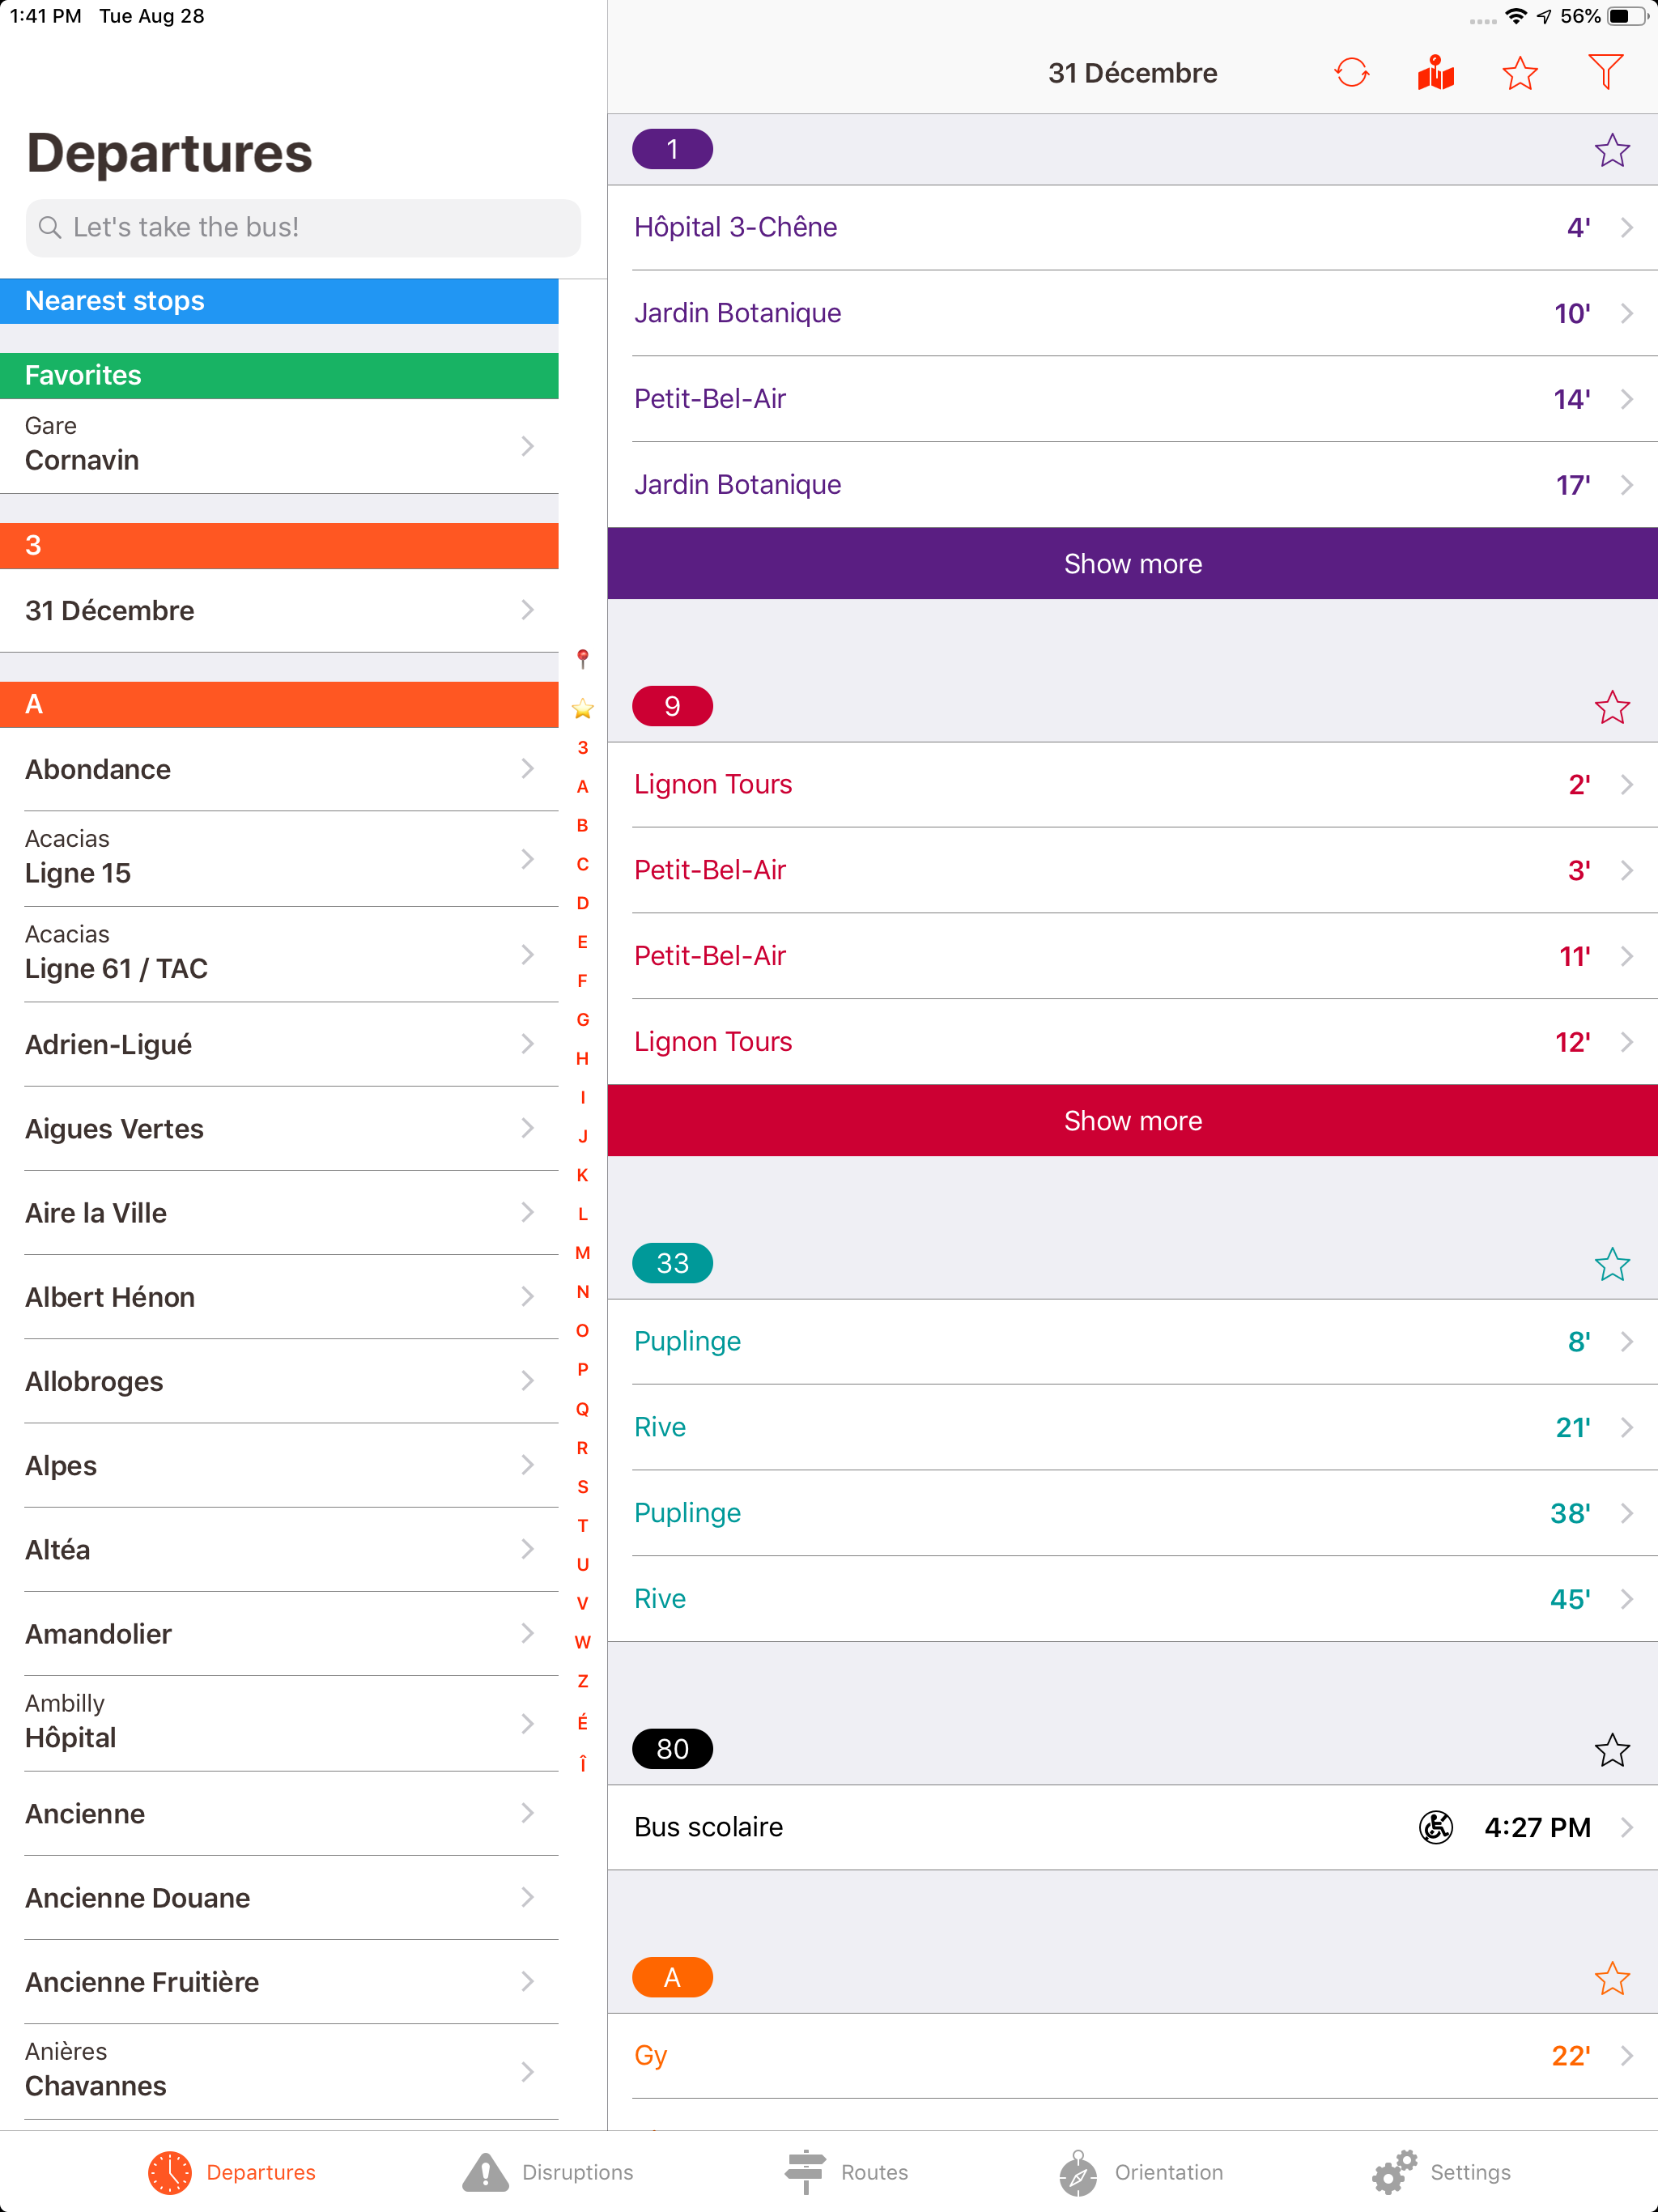 1:41 PM Tue Aug 28
56%
Departures
Let's take the bus!
Nearest stops
Favorites
Gare
Cornavin
3
31 Décembre
A
Abondance
Acacias
Ligne 15
Acacias
Ligne 61 / TAC
Adrien-Ligué
Aigues Vertes
Aire la Ville
Albert Hénon
Allobroges
Alpes
Altéa
Amandolier
Ambilly
Hôpital
Ancienne
Ancienne Douane
Ancienne Fruitière
Anières
Chavannes
3
A
B
C
D
E
F
G
H
I
J
K
L
M
N
O
P
Q
R
S
T
U
V
W
Z
É
Î
31 Décembre
1
Hôpital 3-Chêne 4'
Jardin Botanique 10'
Petit-Bel-Air 14'
Jardin Botanique 17'
Show more
9
Lignon Tours 2'
Petit-Bel-Air 3'
Petit-Bel-Air 11'
Lignon Tours 12'
Show more
33
Puplinge 8'
Rive 21'
Puplinge 38'
Rive 45'
80
Bus scolaire 4:27 PM
A
Gy 22'
Departures Disruptions Routes Orientation Settings